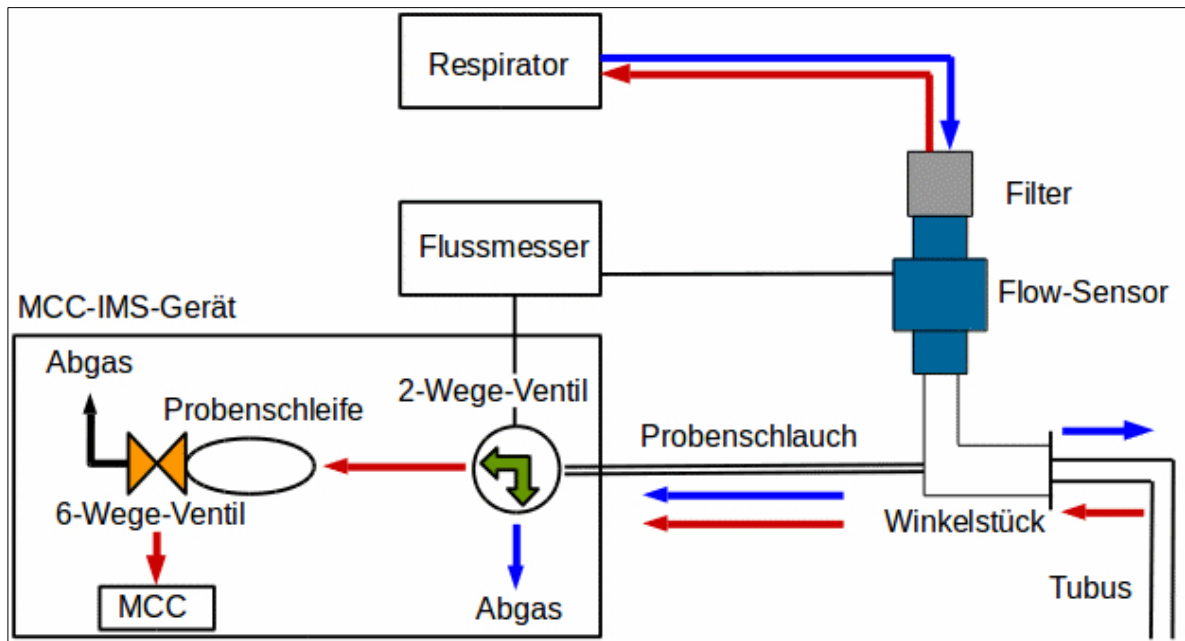 Respirator
Filter
Flussmesser
Flow-Sensor
MCC-IMS-Gerät
Abgas
2-Wege-Ventil
Probenschleife
Probenschlauch
6-Wege-Ventil
Winkelstück
Tubus
MCC
Abgas